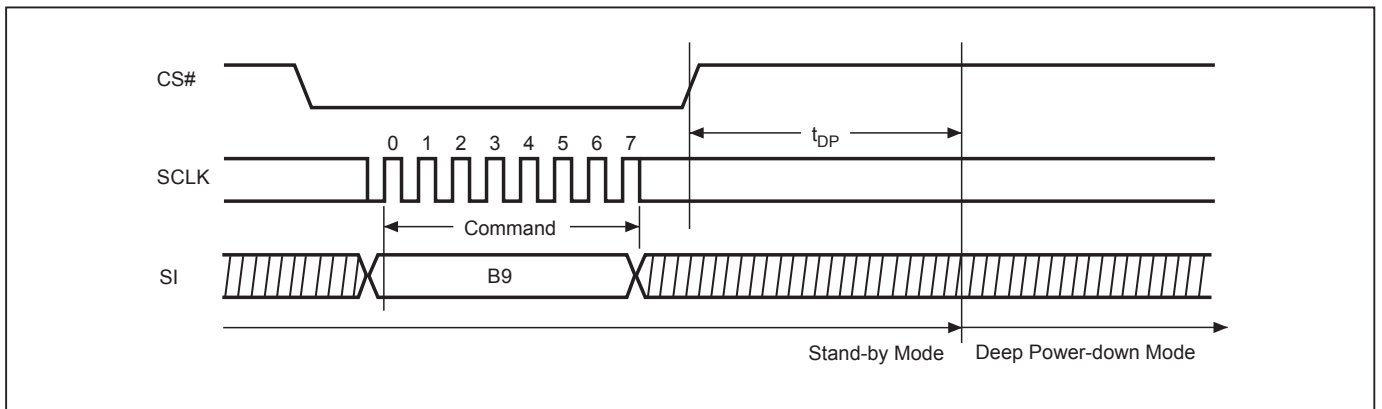 CS#
0 1 2 3 4 5 6 7
tDP
SCLK
Command
SI
B9
Stand-by Mode
Deep Power-down Mode